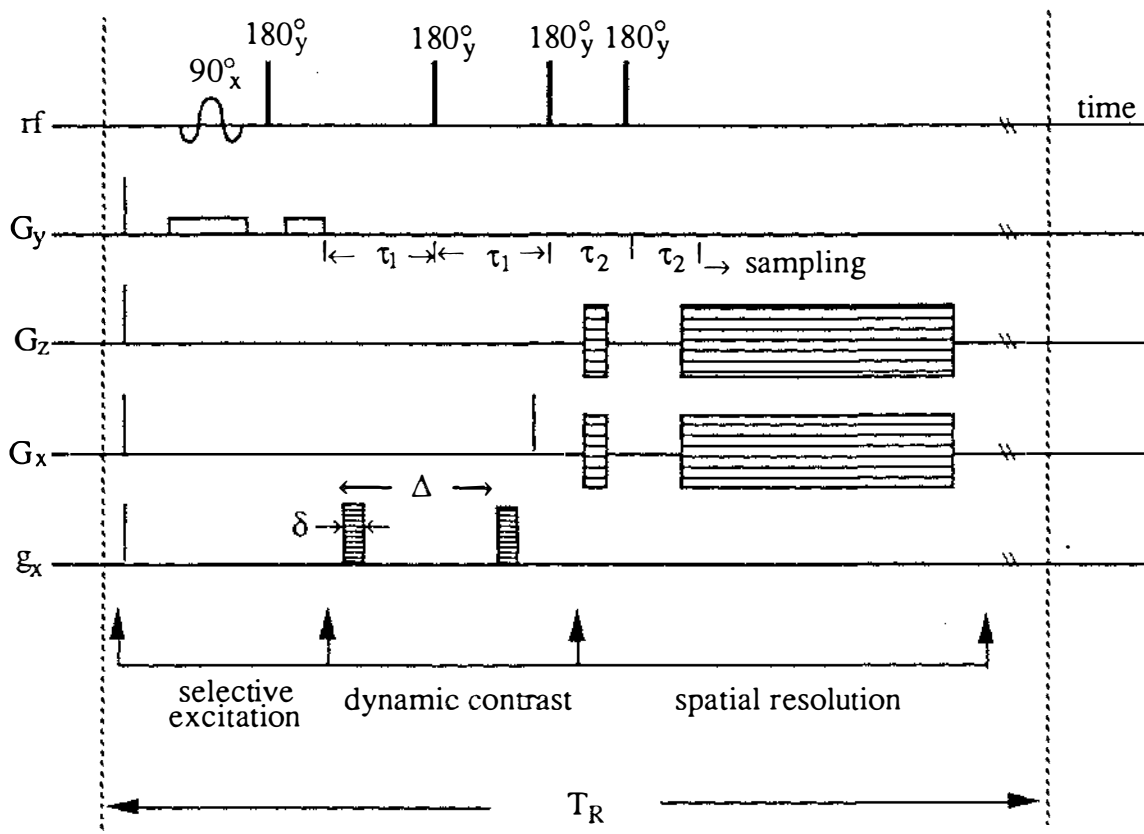 180°y 180°y 180°y 180°y
90°x
rf time
Gy
τ1 τ1 τ2 τ2 sampling
Gz
Gx
Δ
δ
gx
selective excitation
dynamic contrast
spatial resolution
TR